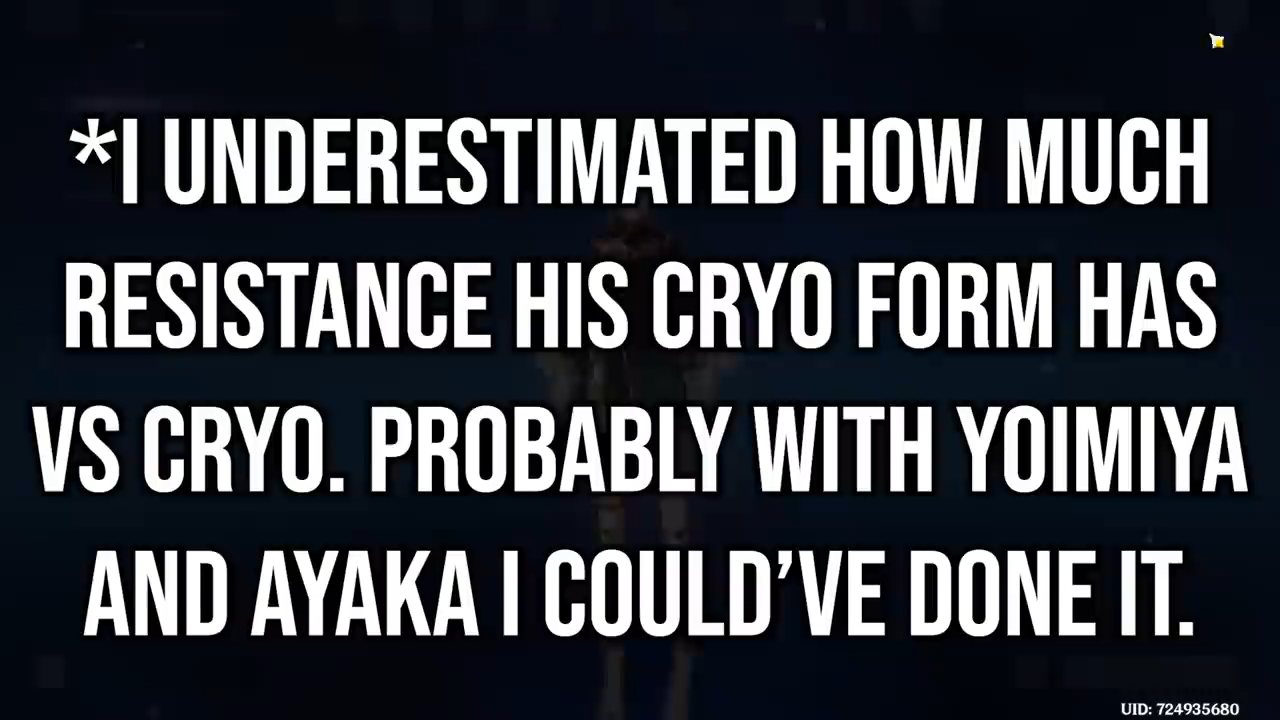 *I UNDERESTIMATED HOW MUCH
RESISTANCE HIS CRYO FORM HAS
VS CRYO. PROBABLY WITH YOIMIYA
AND AYAKA I COULD’VE DONE IT.
UID: 724935680